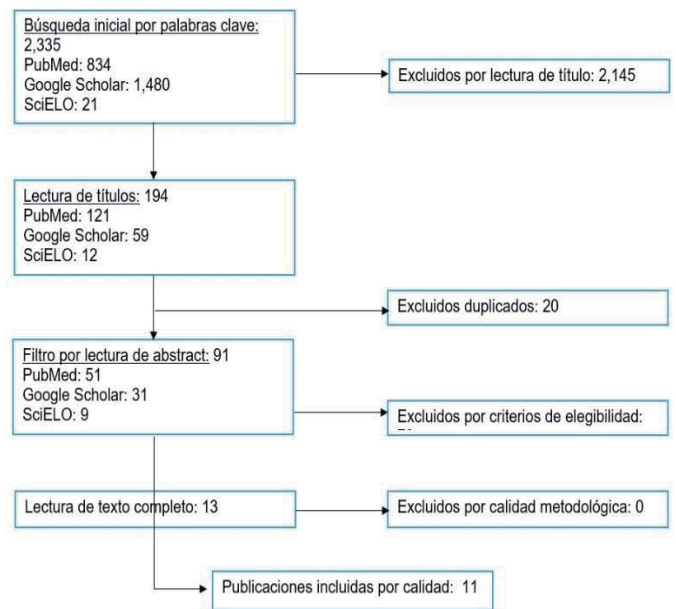 Búsqueda inicial por palabras clave:
2,335
PubMed: 834
Google Scholar: 1,480
SciELO: 21
Excluidos por lectura de título: 2,145
Lectura de títulos: 194
PubMed: 121
Google Scholar: 59
SciELO: 12
Excluidos duplicados: 20
Filtro por lectura de abstract: 91
PubMed: 51
Google Scholar: 31
SciELO: 9
Excluidos por criterios de elegibilidad:
Lectura de texto completo: 13
Excluidos por calidad metodológica: 0
Publicaciones incluidas por calidad: 11